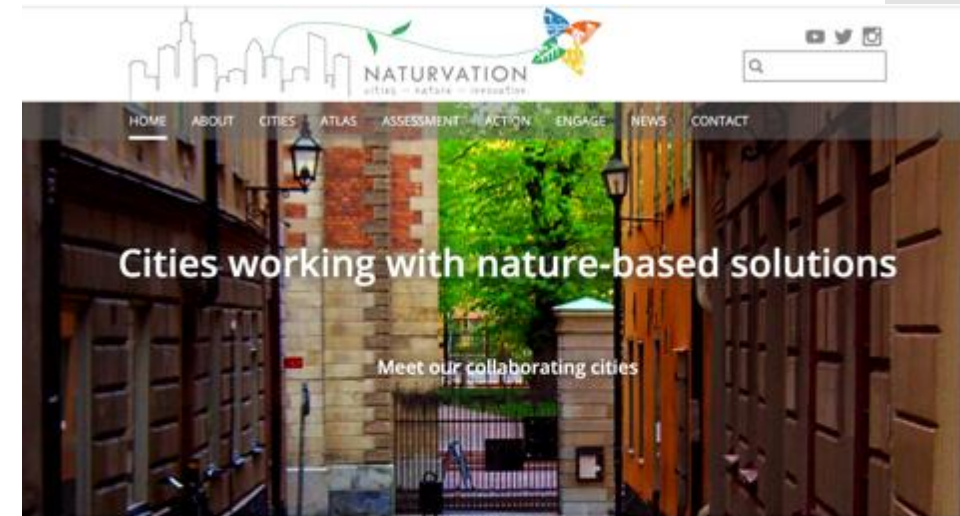 NATURVATION
cities – nature – innovation
HOME ABOUT CITIES ATLAS ASSESSMENT ACTION ENGAGE NEWS CONTACT
Cities working with nature-based solutions
Meet our collaborating cities